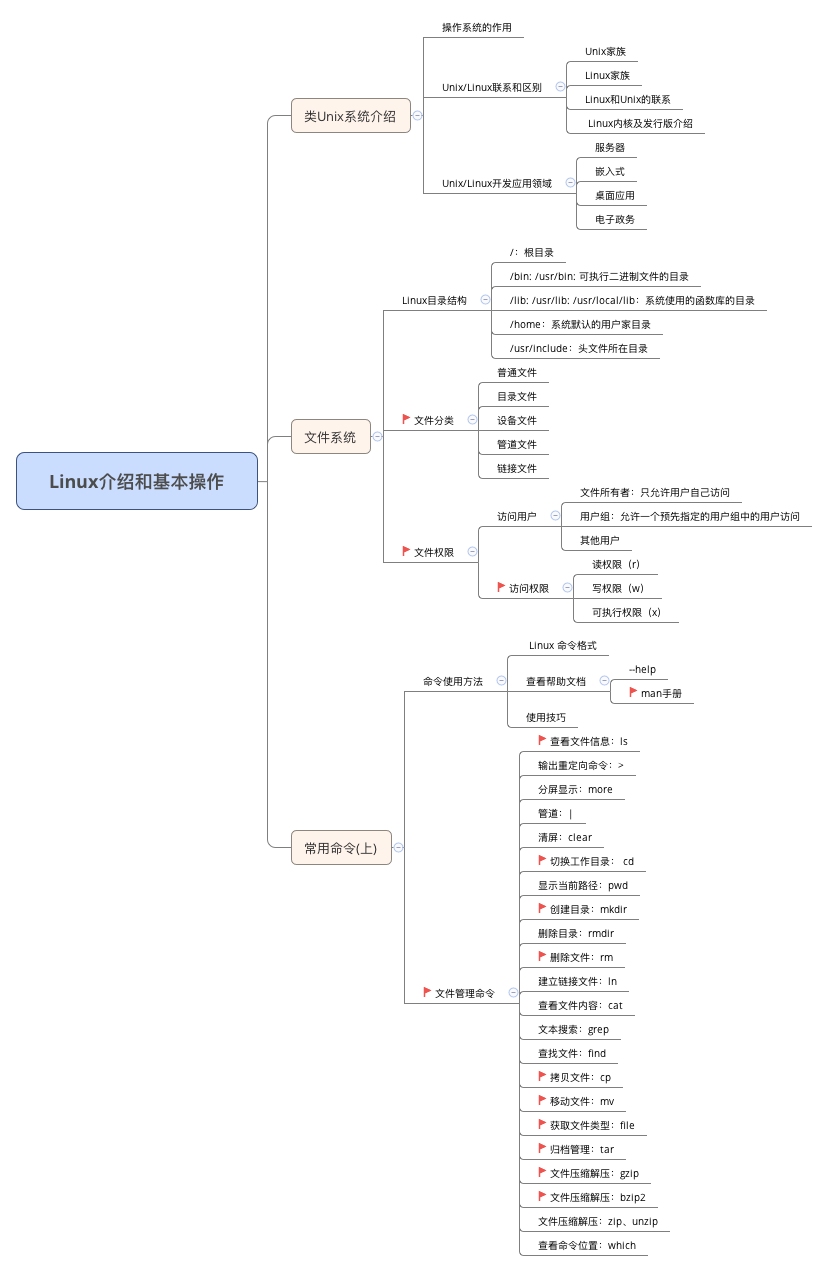 Linux介绍和基本操作
类Unix系统介绍
操作系统的作用
Unix/Linux联系和区别
Unix家族
Linux家族
Linux和Unix的联系
Linux内核及发行版介绍
Unix/Linux开发应用领域
服务器
嵌入式
桌面应用
电子政务
文件系统
Linux目录结构
/：根目录
/bin: /usr/bin: 可执行二进制文件的目录
/lib: /usr/lib: /usr/local/lib：系统使用的函数库的目录
/home：系统默认的用户家目录
/usr/include：头文件所在目录
文件分类
普通文件
目录文件
设备文件
管道文件
链接文件
文件权限
访问用户
文件所有者：只允许用户自己访问
用户组：允许一个预先指定的用户组中的用户访问
其他用户
访问权限
读权限（r)
写权限（w)
可执行权限（x)
常用命令(上)
命令使用方法
Linux 命令格式
查看帮助文档
--help
man手册
使用技巧
文件管理命令
查看文件信息：ls
输出重定向命令：>
分屏显示：more
管道：|
清屏：clear
切换工作目录： cd
显示当前路径：pwd
创建目录：mkdir
删除目录：rmdir
删除文件：rm
建立链接文件：ln
查看文件内容：cat
文本搜索：grep
查找文件：find
拷贝文件：cp
移动文件：mv
获取文件类型：file
归档管理：tar
文件压缩解压：gzip
文件压缩解压：bzip2
文件压缩解压：zip、unzip
查看命令位置：which